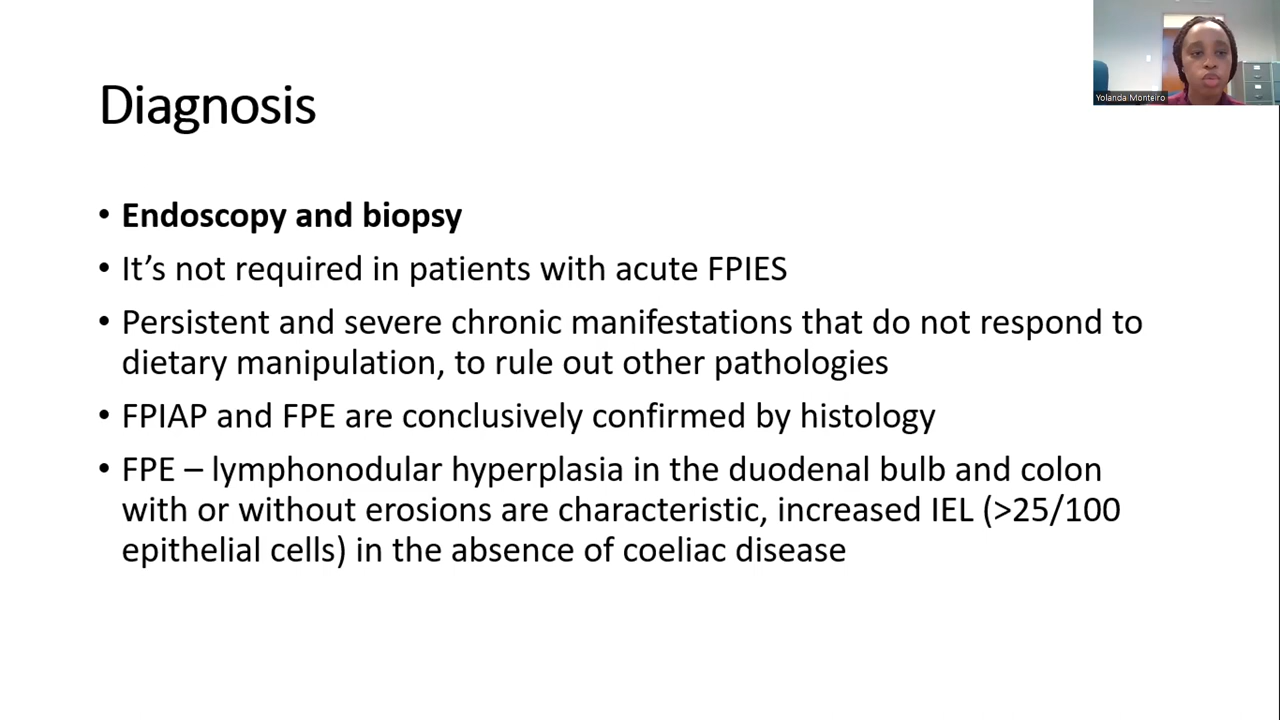 Yolanda Monteiro
Diagnosis
• Endoscopy and biopsy
• It’s not required in patients with acute FPIES
• Persistent and severe chronic manifestations that do not respond to
dietary manipulation, to rule out other pathologies
• FPIAP and FPE are conclusively confirmed by histology
• FPE – lymphonodular hyperplasia in the duodenal bulb and colon
with or without erosions are characteristic, increased IEL (>25/100
epithelial cells) in the absence of coeliac disease